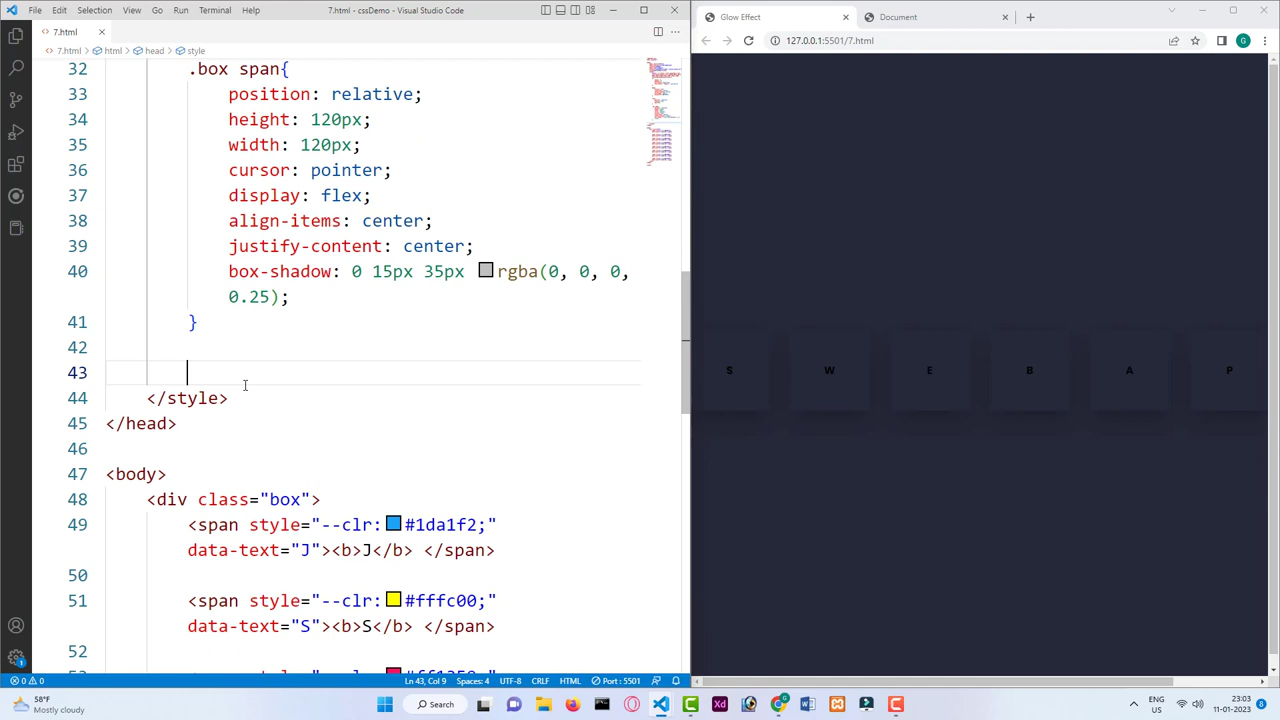 File Edit Selection View Go Run Terminal Help
7.html - cssDemo - Visual Studio Code
Glow Effect
Document
7.html
127.0.0.1:5501/7.html
7.html > html > head > style
32 .box span{
33 position: relative;
34 height: 120px;
35 width: 120px;
36 cursor: pointer;
37 display: flex;
38 align-items: center;
39 justify-content: center;
40 box-shadow: 0 15px 35px rgba(0, 0, 0,
0.25);
41 }
42
43
44 </style>
45 </head>
46
47 <body>
48 <div class="box">
49 <span style="--clr:#1da1f2;"
data-text="J"><b>J</b> </span>
50
51 <span style="--clr:#fffc00;"
data-text="S"><b>S</b> </span>
52
S W E B A P
0 0
Ln 43, Col 9 Spaces: 4 UTF-8 CRLF HTML Port : 5501
58°F
Mostly cloudy
Search
ENG
US
23:03
11-01-2023